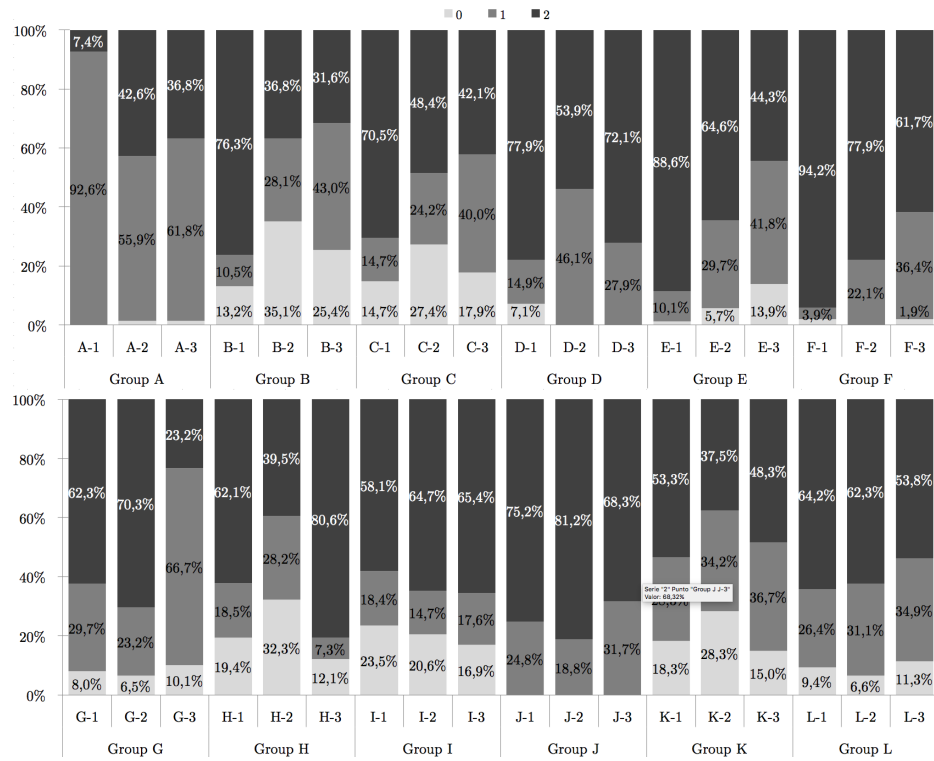 0 1 2
100%
80%
60%
40%
20%
0%
7,4% 42,6% 36,8% 76,3% 36,8% 31,6% 70,5% 48,4% 42,1% 77,9% 53,9% 72,1% 88,6% 64,6% 44,3% 94,2% 77,9% 61,7%
92,6% 55,9% 61,8% 10,5% 28,1% 43,0% 14,7% 24,2% 40,0% 14,9% 46,1% 27,9% 10,1% 29,7% 41,8% 3,9% 22,1% 36,4%
13,2% 35,1% 25,4% 14,7% 27,4% 17,9% 7,1% 5,7% 13,9% 1,9%
A-1 A-2 A-3 B-1 B-2 B-3 C-1 C-2 C-3 D-1 D-2 D-3 E-1 E-2 E-3 F-1 F-2 F-3
Group A Group B Group C Group D Group E Group F
100%
80%
60%
40%
20%
0%
62,3% 70,3% 23,2% 62,1% 39,5% 80,6% 58,1% 64,7% 65,4% 75,2% 81,2% 68,3% 53,3% 37,5% 48,3% 64,2% 62,3% 53,8%
29,7% 23,2% 66,7% 18,5% 28,2% 7,3% 18,4% 14,7% 17,6% 24,8% 18,8% 31,7% 34,2% 36,7% 26,4% 31,1% 34,9%
Serie "2" Punto "Group J J-3"
Valor: 68,32%
8,0% 6,5% 10,1% 19,4% 32,3% 12,1% 23,5% 20,6% 16,9% 18,3% 28,3% 15,0% 9,4% 6,6% 11,3%
G-1 G-2 G-3 H-1 H-2 H-3 I-1 I-2 I-3 J-1 J-2 J-3 K-1 K-2 K-3 L-1 L-2 L-3
Group G Group H Group I Group J Group K Group L